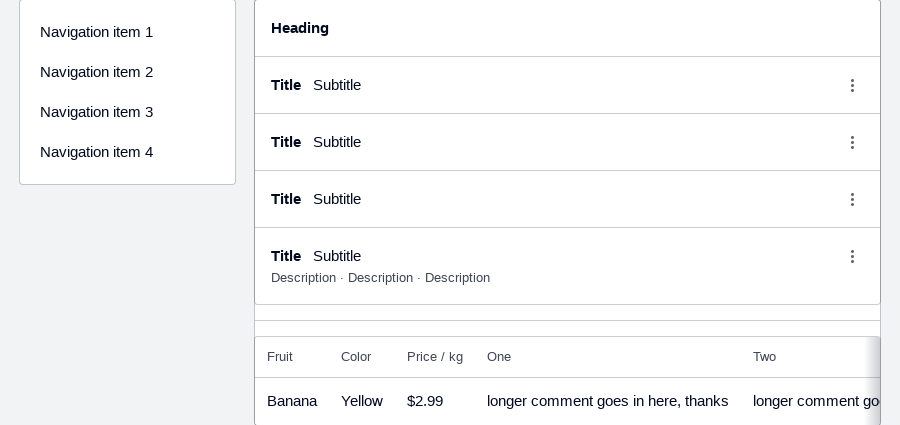 Navigation item 1
Navigation item 2
Navigation item 3
Navigation item 4
Heading
Title Subtitle
Title Subtitle
Title Subtitle
Title Subtitle
Description · Description · Description
Fruit Color Price / kg One Two
Banana Yellow $2.99 longer comment goes in here, thanks longer comment go